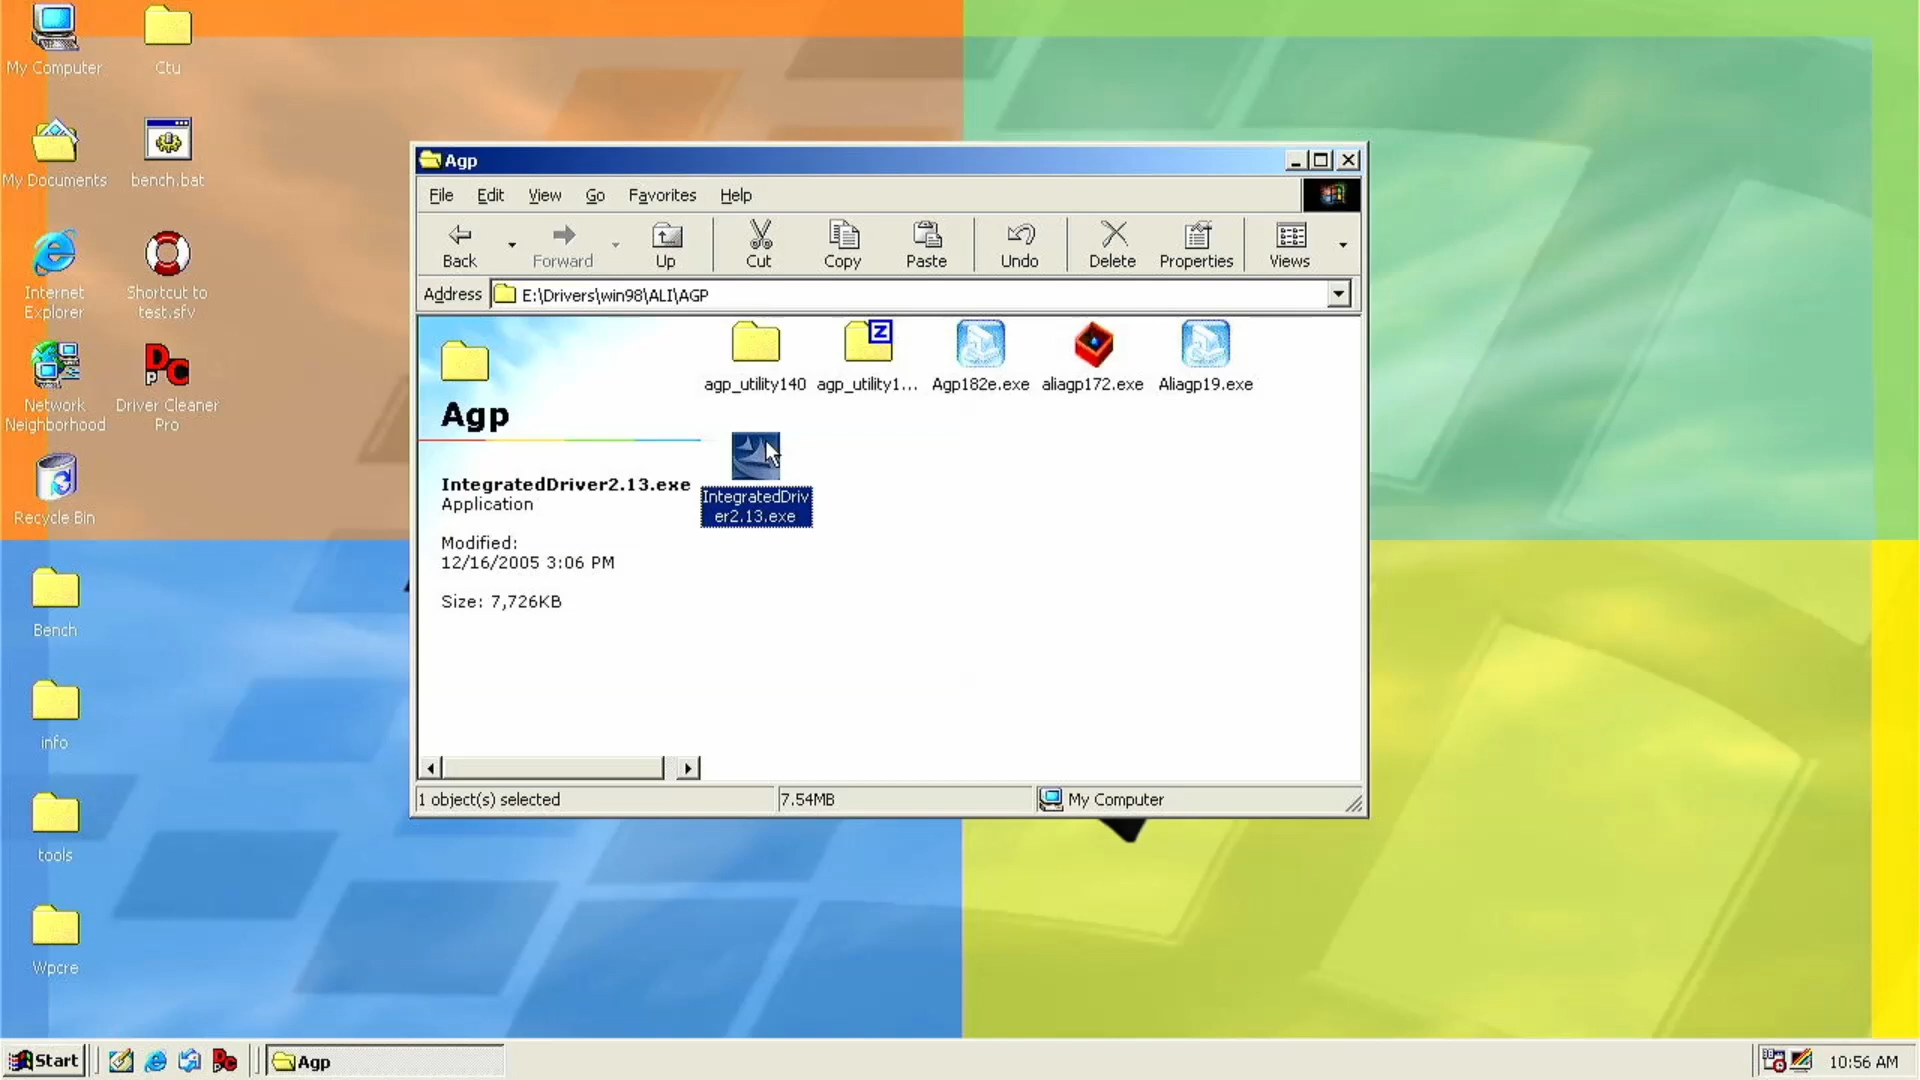 My Computer
Ctu
My Documents
bench.bat
Internet
Explorer
Shortcut to
test.sfv
Network
Neighborhood
Driver Cleaner
Pro
Recycle Bin
Bench
info
tools
Wpcre
Agp
File Edit View Go Favorites Help
Back Forward Up Cut Copy Paste Undo Delete Properties Views
Address E:\Drivers\win98\ALI\AGP
Agp
IntegratedDriver2.13.exe
Application
Modified:
12/16/2005 3:06 PM
Size: 7,726KB
agp_utility140 agp_utility1... Agp182e.exe aliagp172.exe Aliagp19.exe
IntegratedDriv
er2.13.exe
1 object(s) selected 7.54MB My Computer
Start Agp 10:56 AM